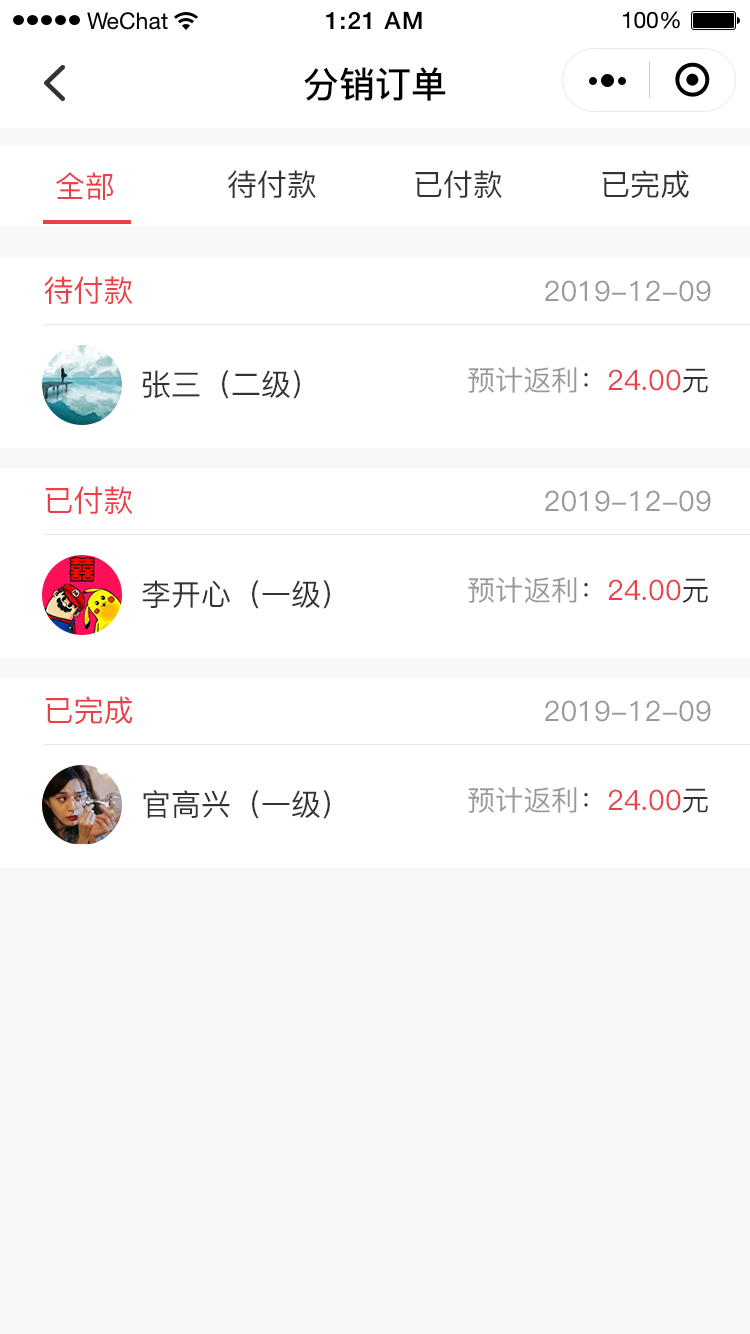 WeChat 1:21 AM 100%
分销订单
全部 待付款 已付款 已完成
待付款 2019-12-09
张三（二级） 预计返利：24.00元
已付款 2019-12-09
囍
李开心（一级） 预计返利：24.00元
已完成 2019-12-09
官高兴（一级） 预计返利：24.00元